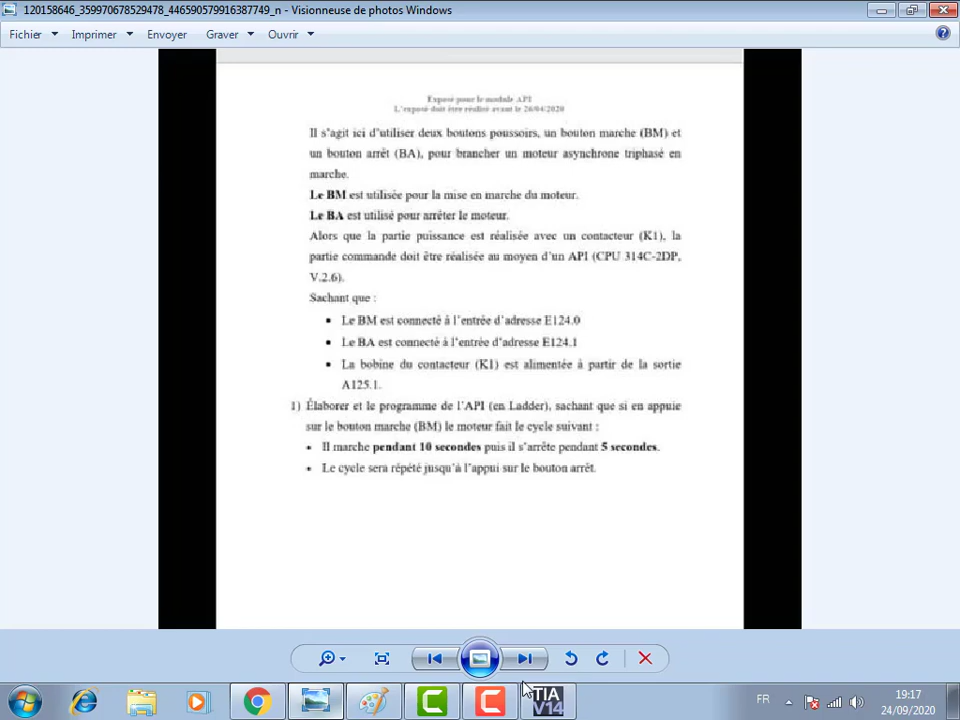 120158646_359970678529478_446590579916387749_n - Visionneuse de photos Windows
Fichier Imprimer Envoyer Graver Ouvrir
Exposé pour le module API
L'exposé doit être réalisé avant le 26/04/2020
Il s'agit ici d'utiliser deux boutons poussoirs, un bouton marche (BM) et
un bouton arrêt (BA), pour brancher un moteur asynchrone triphasé en
marche.
Le BM est utilisée pour la mise en marche du moteur.
Le BA est utilisé pour arrêter le moteur.
Alors que la partie puissance est réalisée avec un contacteur (K1), la
partie commande doit être réalisée au moyen d'un API (CPU 314C-2DP,
V.2.6).
Sachant que :
• Le BM est connecté à l'entrée d'adresse E124.0
• Le BA est connecté à l'entrée d'adresse E124.1
• La bobine du contacteur (K1) est alimentée à partir de la sortie
A125.1.
1) Élaborer et le programme de l'API (en Ladder), sachant que si en appuie
sur le bouton marche (BM) le moteur fait le cycle suivant :
• Il marche pendant 10 secondes puis il s'arrête pendant 5 secondes.
• Le cycle sera répété jusqu'à l'appui sur le bouton arrêt.
TIA
V14
FR
19:17
24/09/2020